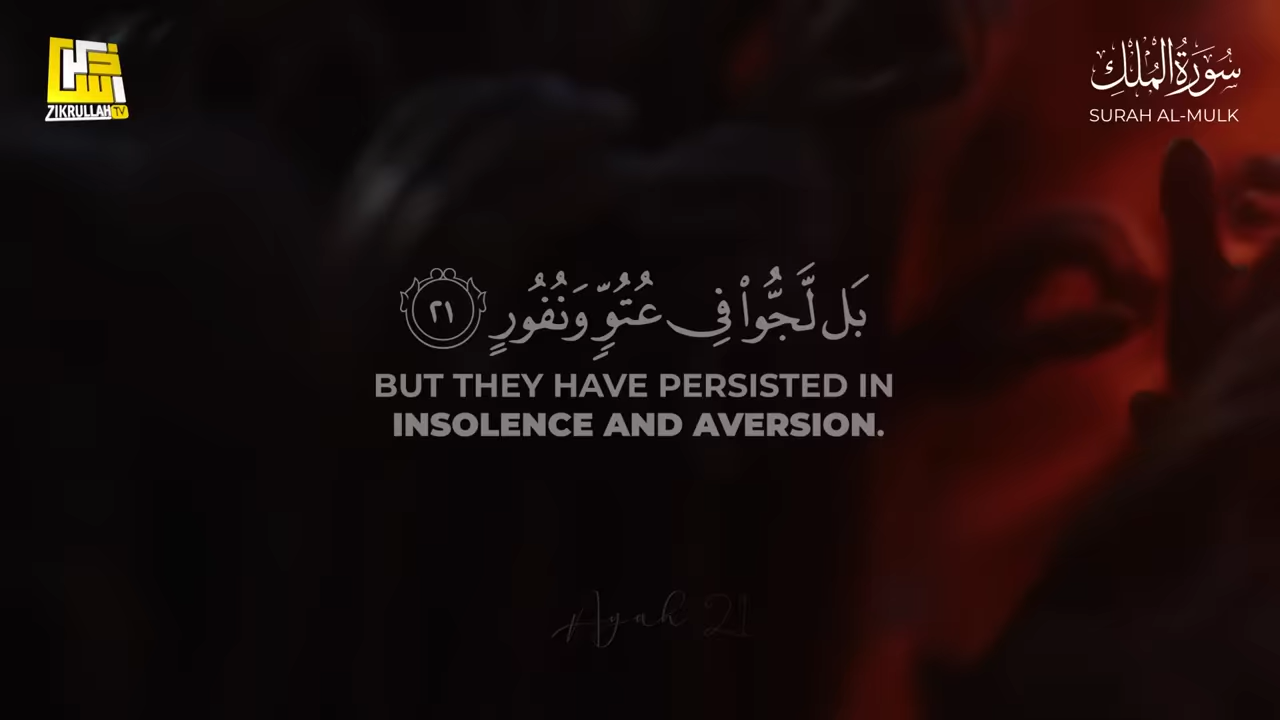 ZIKRULLAH TV
سُورَةُ الْمُلْكِ
SURAH AL-MULK
بَل لَّجُّوا۟ فِى عُتُوٍّ وَنُفُورٍ ٢١
BUT THEY HAVE PERSISTED IN
INSOLENCE AND AVERSION.
Ayah 21